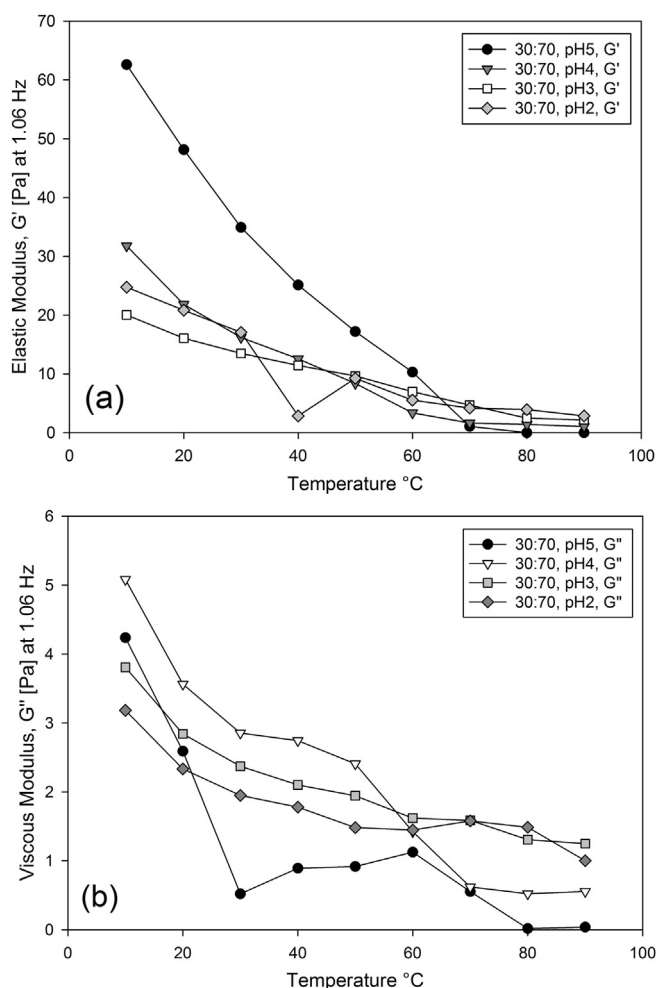 70
60
50
40
30
20
10
0
Elastic Modulus, G' [Pa] at 1.06 Hz
30:70, pH5, G'
30:70, pH4, G'
30:70, pH3, G'
30:70, pH2, G'
(a)
0 20 40 60 80 100
Temperature °C
6
5
4
3
2
1
0
Viscous Modulus, G" [Pa] at 1.06 Hz
30:70, pH5, G"
30:70, pH4, G"
30:70, pH3, G"
30:70, pH2, G"
(b)
0 20 40 60 80 100
Temperature °C